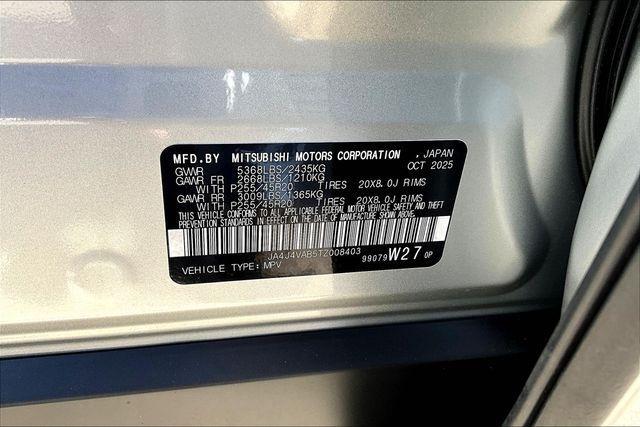 MFD.BY MITSUBISHI MOTORS CORPORATION , JAPAN
GVWR 5368LBS/2435KG OCT 2025
GAWR FR 2668LBS/1210KG
WITH P255/45R20 TIRES 20X8.0J RIMS
GAWR RR 3009LBS/1365KG
WITH P255/45R20 TIRES 20X8.0J RIMS
THIS VEHICLE CONFORMS TO ALL APPLICABLE FEDERAL MOTOR VEHICLE SAFETY AND THEFT
PREVENTION STANDARDS IN EFFECT ON THE DATE OF MANUFACTURE SHOWN ABOVE.
JA4J4VAB5TZ008403
VEHICLE TYPE: MPV 99079 W27 0P